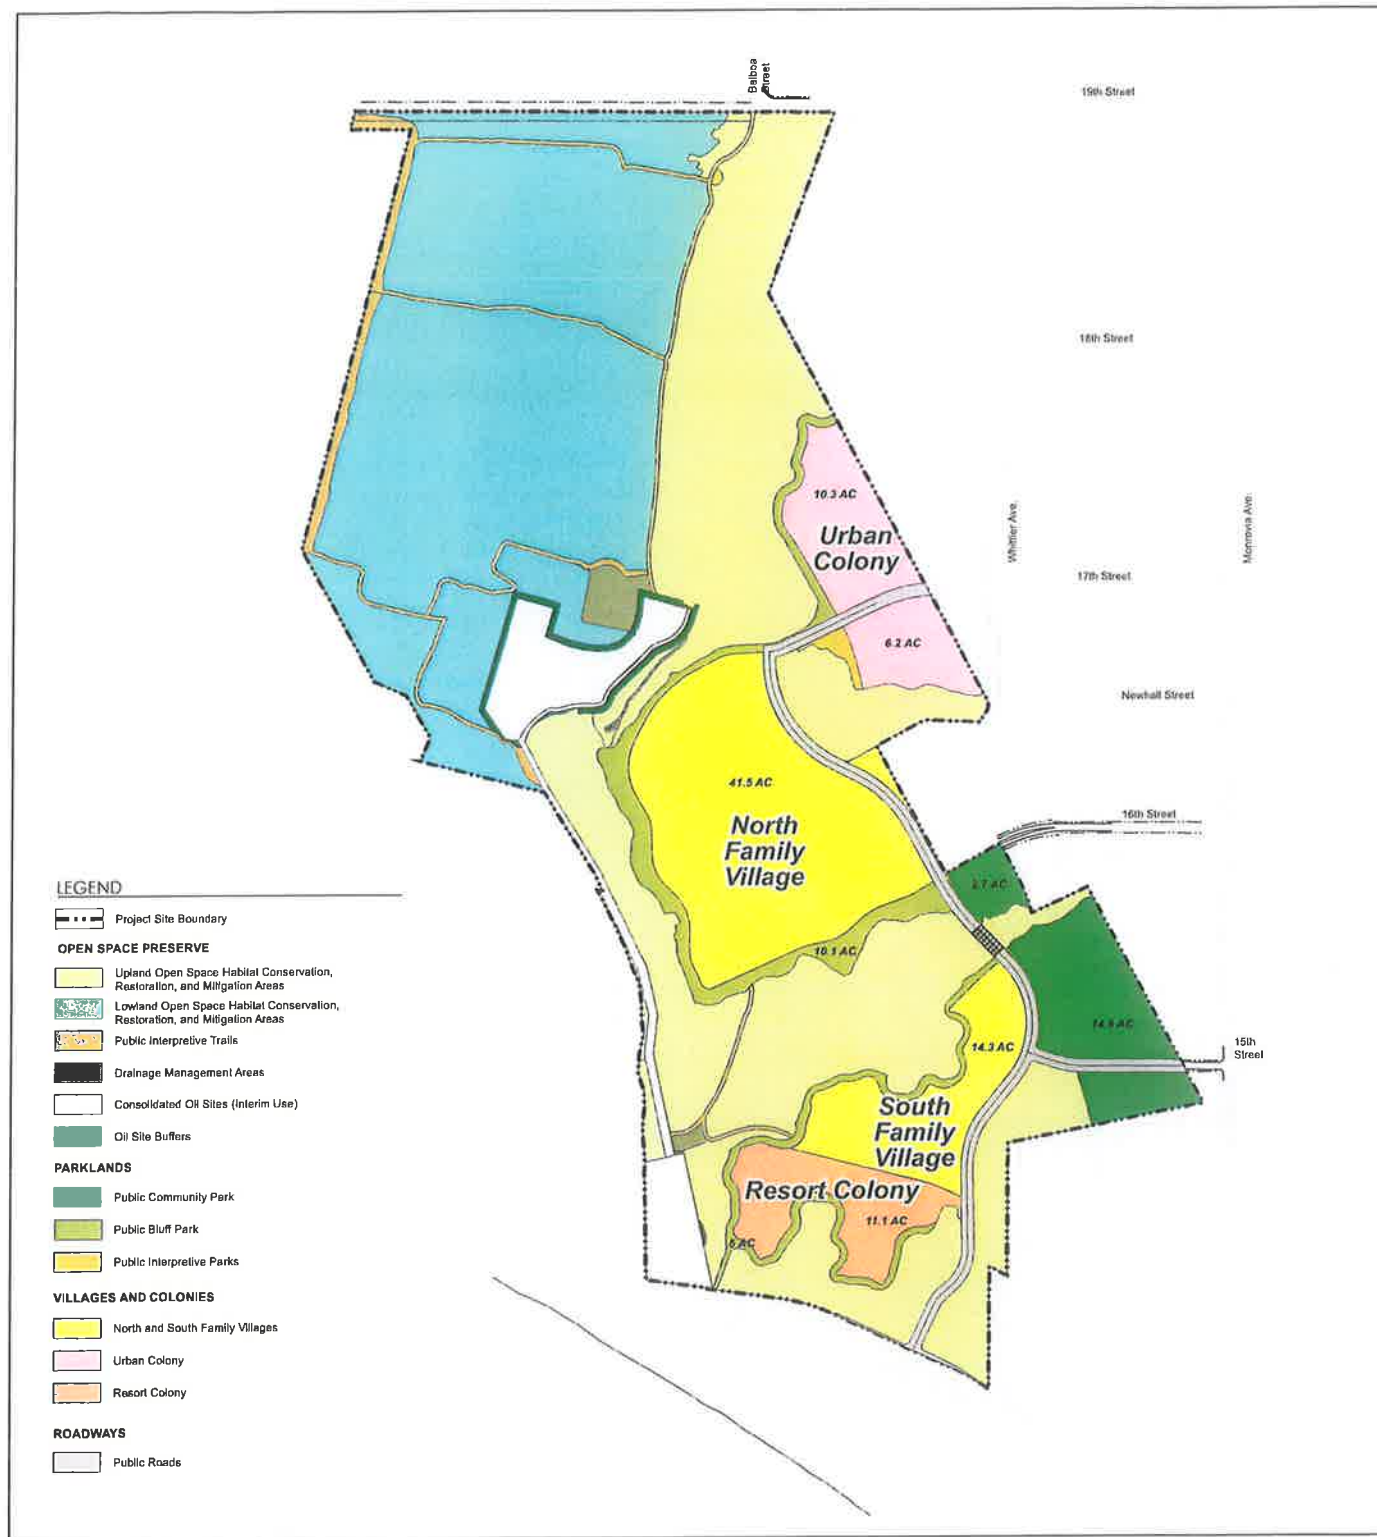 Balboa
Street
19th Street
18th Street
10.3 AC
Urban
Colony
Whittier Ave.
Monrovia Ave.
17th Street
6.2 AC
Newhall Street
41.5 AC
North
Family
Village
16th Street
2.7 AC
10.1 AC
14.3 AC
15th
Street
South
Family
Village
Resort Colony
11.1 AC
LEGEND
Project Site Boundary
OPEN SPACE PRESERVE
Upland Open Space Habitat Conservation,
Restoration, and Mitigation Areas
Lowland Open Space Habitat Conservation,
Restoration, and Mitigation Areas
Public Interpretive Trails
Drainage Management Areas
Consolidated Oil Sites (Interim Use)
Oil Site Buffers
PARKLANDS
Public Community Park
Public Bluff Park
Public Interpretive Parks
VILLAGES AND COLONIES
North and South Family Villages
Urban Colony
Resort Colony
ROADWAYS
Public Roads